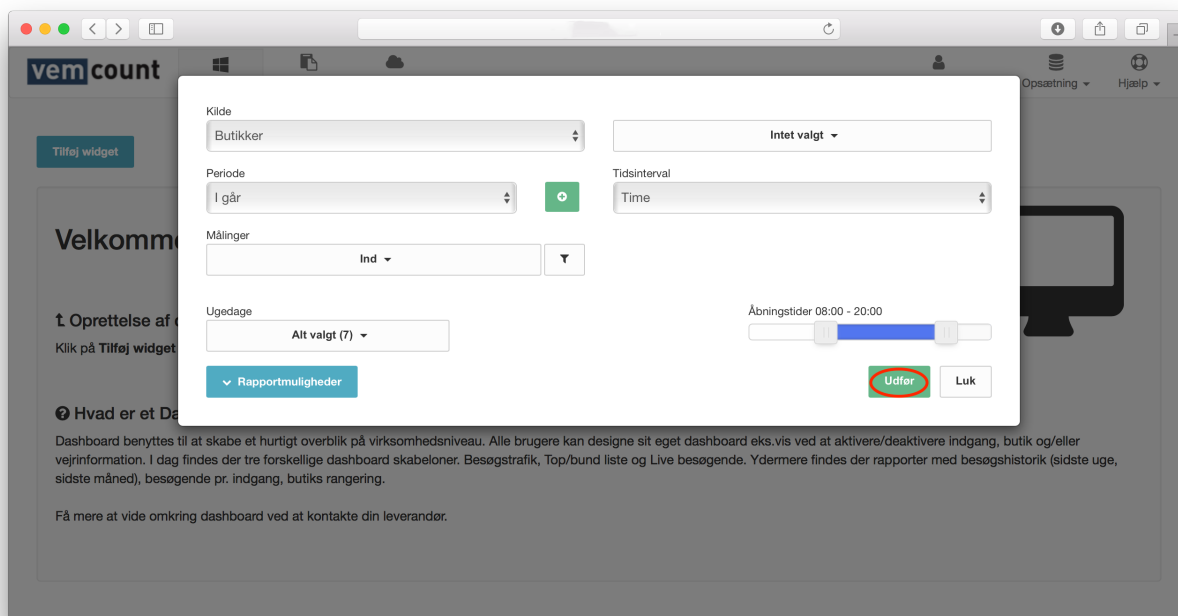 vemcount
Opsætning
Hjælp
Tilføj widget
Kilde
Butikker
Intet valgt
Periode
Tidsinterval
I går
Time
Målinger
Ind
Ugedage
Åbningstider 08:00 - 20:00
Alt valgt (7)
Rapportmuligheder
Udfør
Luk
Velkomm
Oprettelse af
Klik på Tilføj widget
Hvad er et Da
Dashboard benyttes til at skabe et hurtigt overblik på virksomhedsniveau. Alle brugere kan designe sit eget dashboard eks.vis ved at aktivere/deaktivere indgang, butik og/eller
vejrinformation. I dag findes der tre forskellige dashboard skabeloner. Besøgstrafik, Top/bund liste og Live besøgende. Ydermere findes der rapporter med besøgshistorik (sidste uge,
sidste måned), besøgende pr. indgang, butiks rangering.
Få mere at vide omkring dashboard ved at kontakte din leverandør.